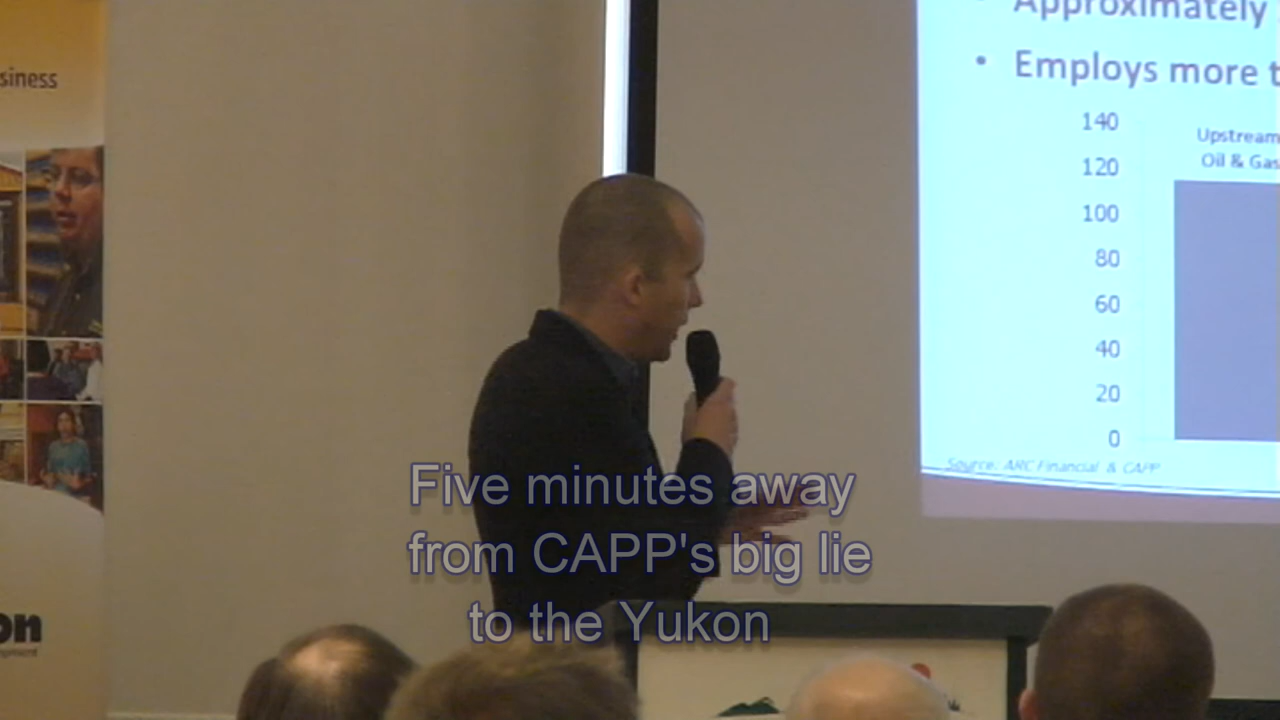 siness
Approximately
Employs more t
140
Upstream
Oil & Gas
120
100
80
60
40
20
0
Source: ARC Financial & CAPP
Five minutes away
from CAPP's big lie
to the Yukon
on